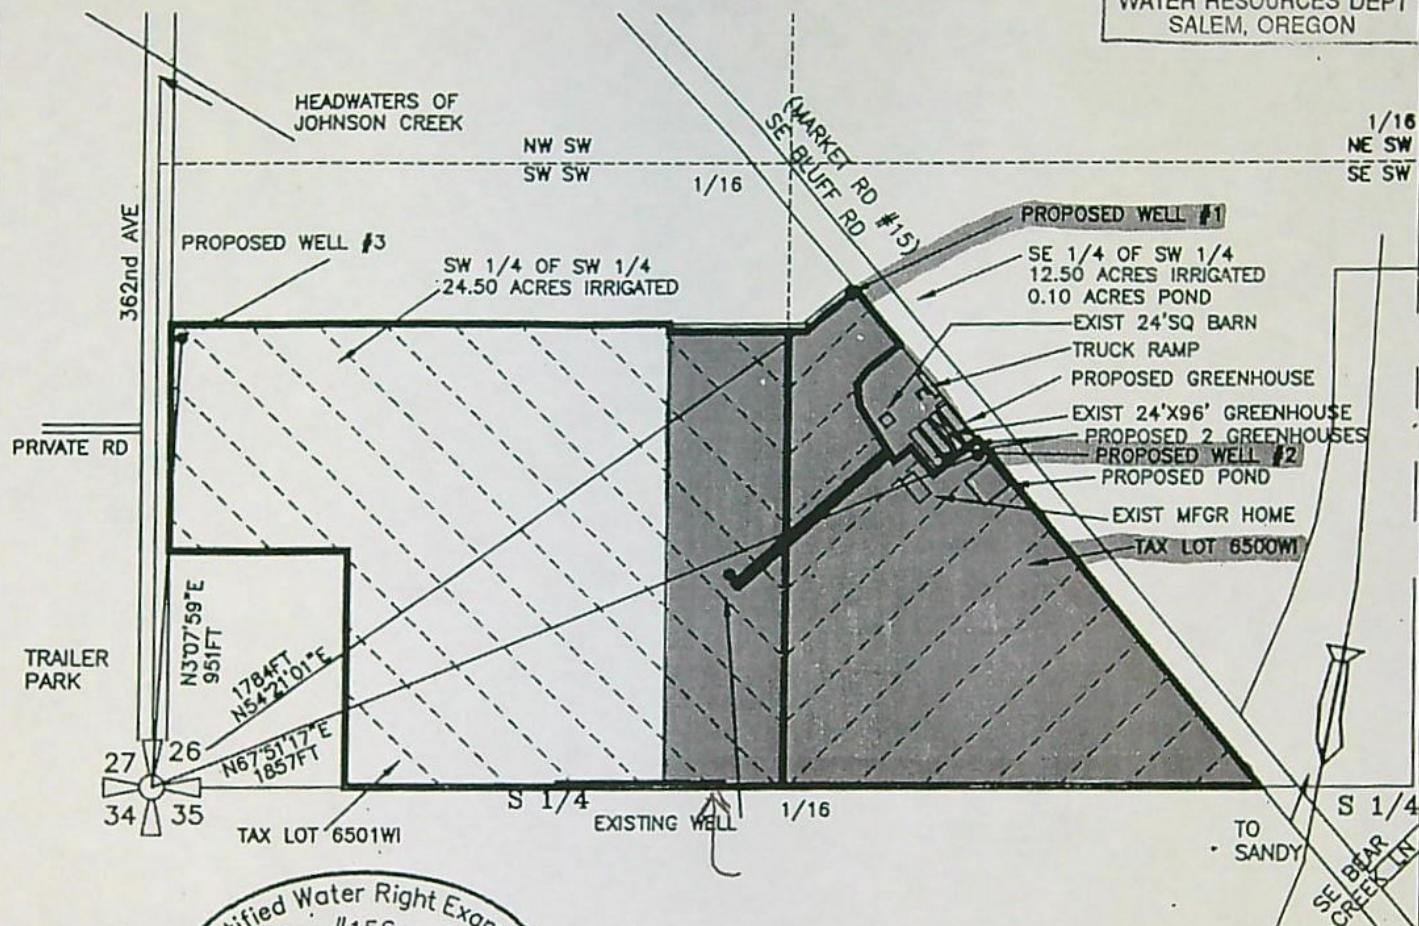 WATER RESOURCES DEPT
SALEM, OREGON
HEADWATERS OF
JOHNSON CREEK
1/16
NW SW
NE SW
SW SW
SE SW
1/16
(MARKET RD #15)
SE BLUFF RD
362nd AVE
PROPOSED WELL #3
SW 1/4 OF SW 1/4
24.50 ACRES IRRIGATED
PROPOSED WELL #1
SE 1/4 OF SW 1/4
12.50 ACRES IRRIGATED
0.10 ACRES POND
EXIST 24'SQ BARN
TRUCK RAMP
PROPOSED GREENHOUSE
EXIST 24'X96' GREENHOUSE
PROPOSED 2 GREENHOUSES
PROPOSED WELL #2
PROPOSED POND
EXIST MFGR HOME
TAX LOT 6500WI
PRIVATE RD
TRAILER
PARK
N3°07'59"E
951FT
1784FT
N54°21'01"E
N67°51'17"E
1857FT
27 26
34 35
S 1/4
1/16
S 1/4
EXISTING WELL
TAX LOT 6501WI
TO
SANDY
SE BEAR
CREEK LN
tified Water Right Exam